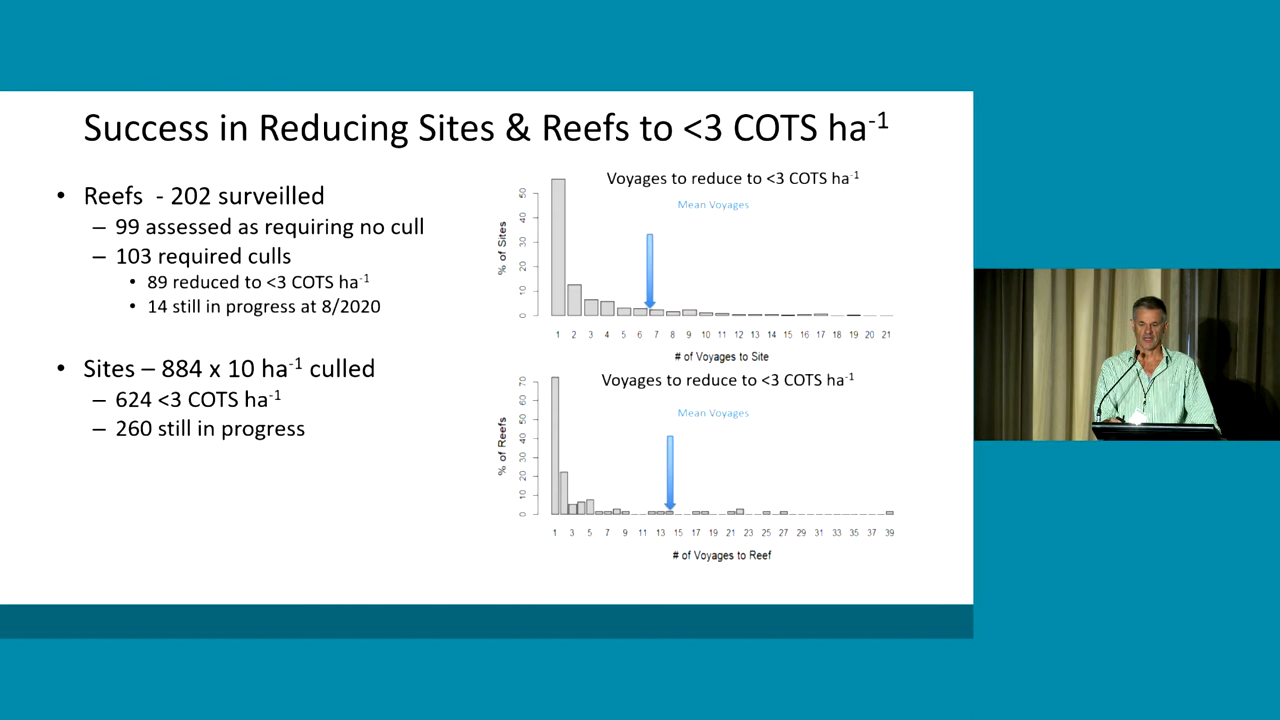 Success in Reducing Sites & Reefs to <3 COTS ha-1
• Reefs - 202 surveilled
– 99 assessed as requiring no cull
– 103 required culls
• 89 reduced to <3 COTS ha-1
• 14 still in progress at 8/2020
• Sites – 884 x 10 ha-1 culled
– 624 <3 COTS ha-1
– 260 still in progress
Voyages to reduce to <3 COTS ha-1
Mean Voyages
% of Sites
50
40
30
20
10
0
1 2 3 4 5 6 7 8 9 10 11 12 13 14 15 16 17 18 19 20 21
# of Voyages to Site
Voyages to reduce to <3 COTS ha-1
Mean Voyages
% of Reefs
70
60
50
40
30
20
10
0
1 3 5 7 9 11 13 15 17 19 21 23 25 27 29 31 33 35 37 39
# of Voyages to Reef